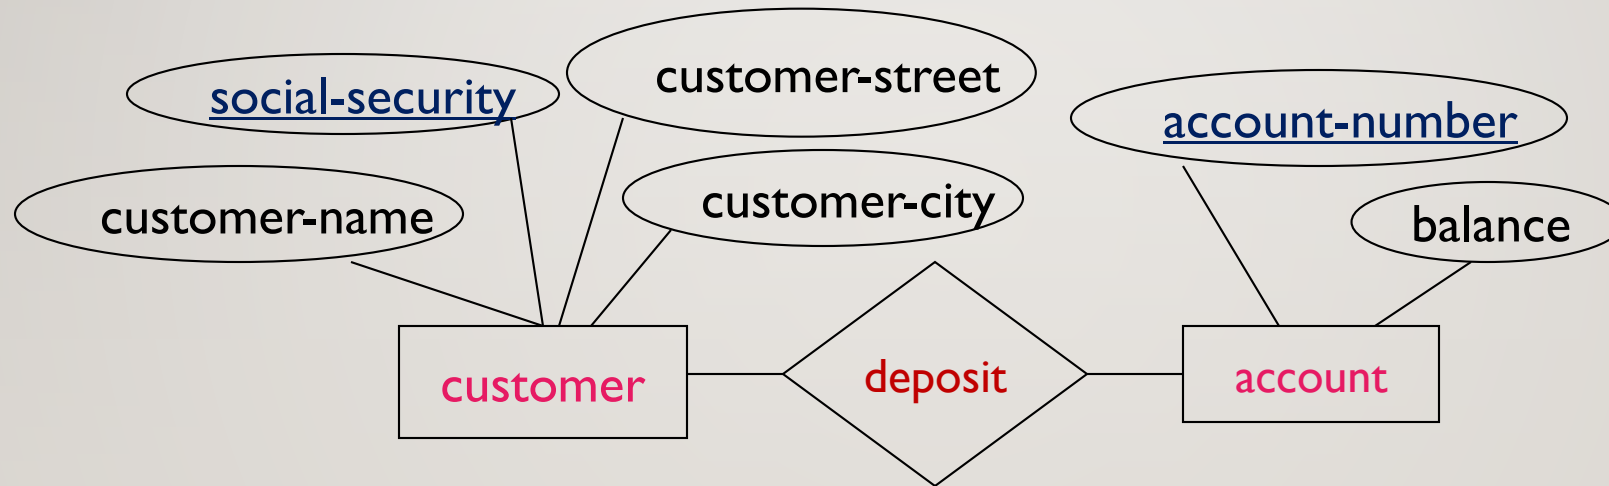 customer-street
social-security
account-number
customer-city
customer-name
balance
customer
deposit
account